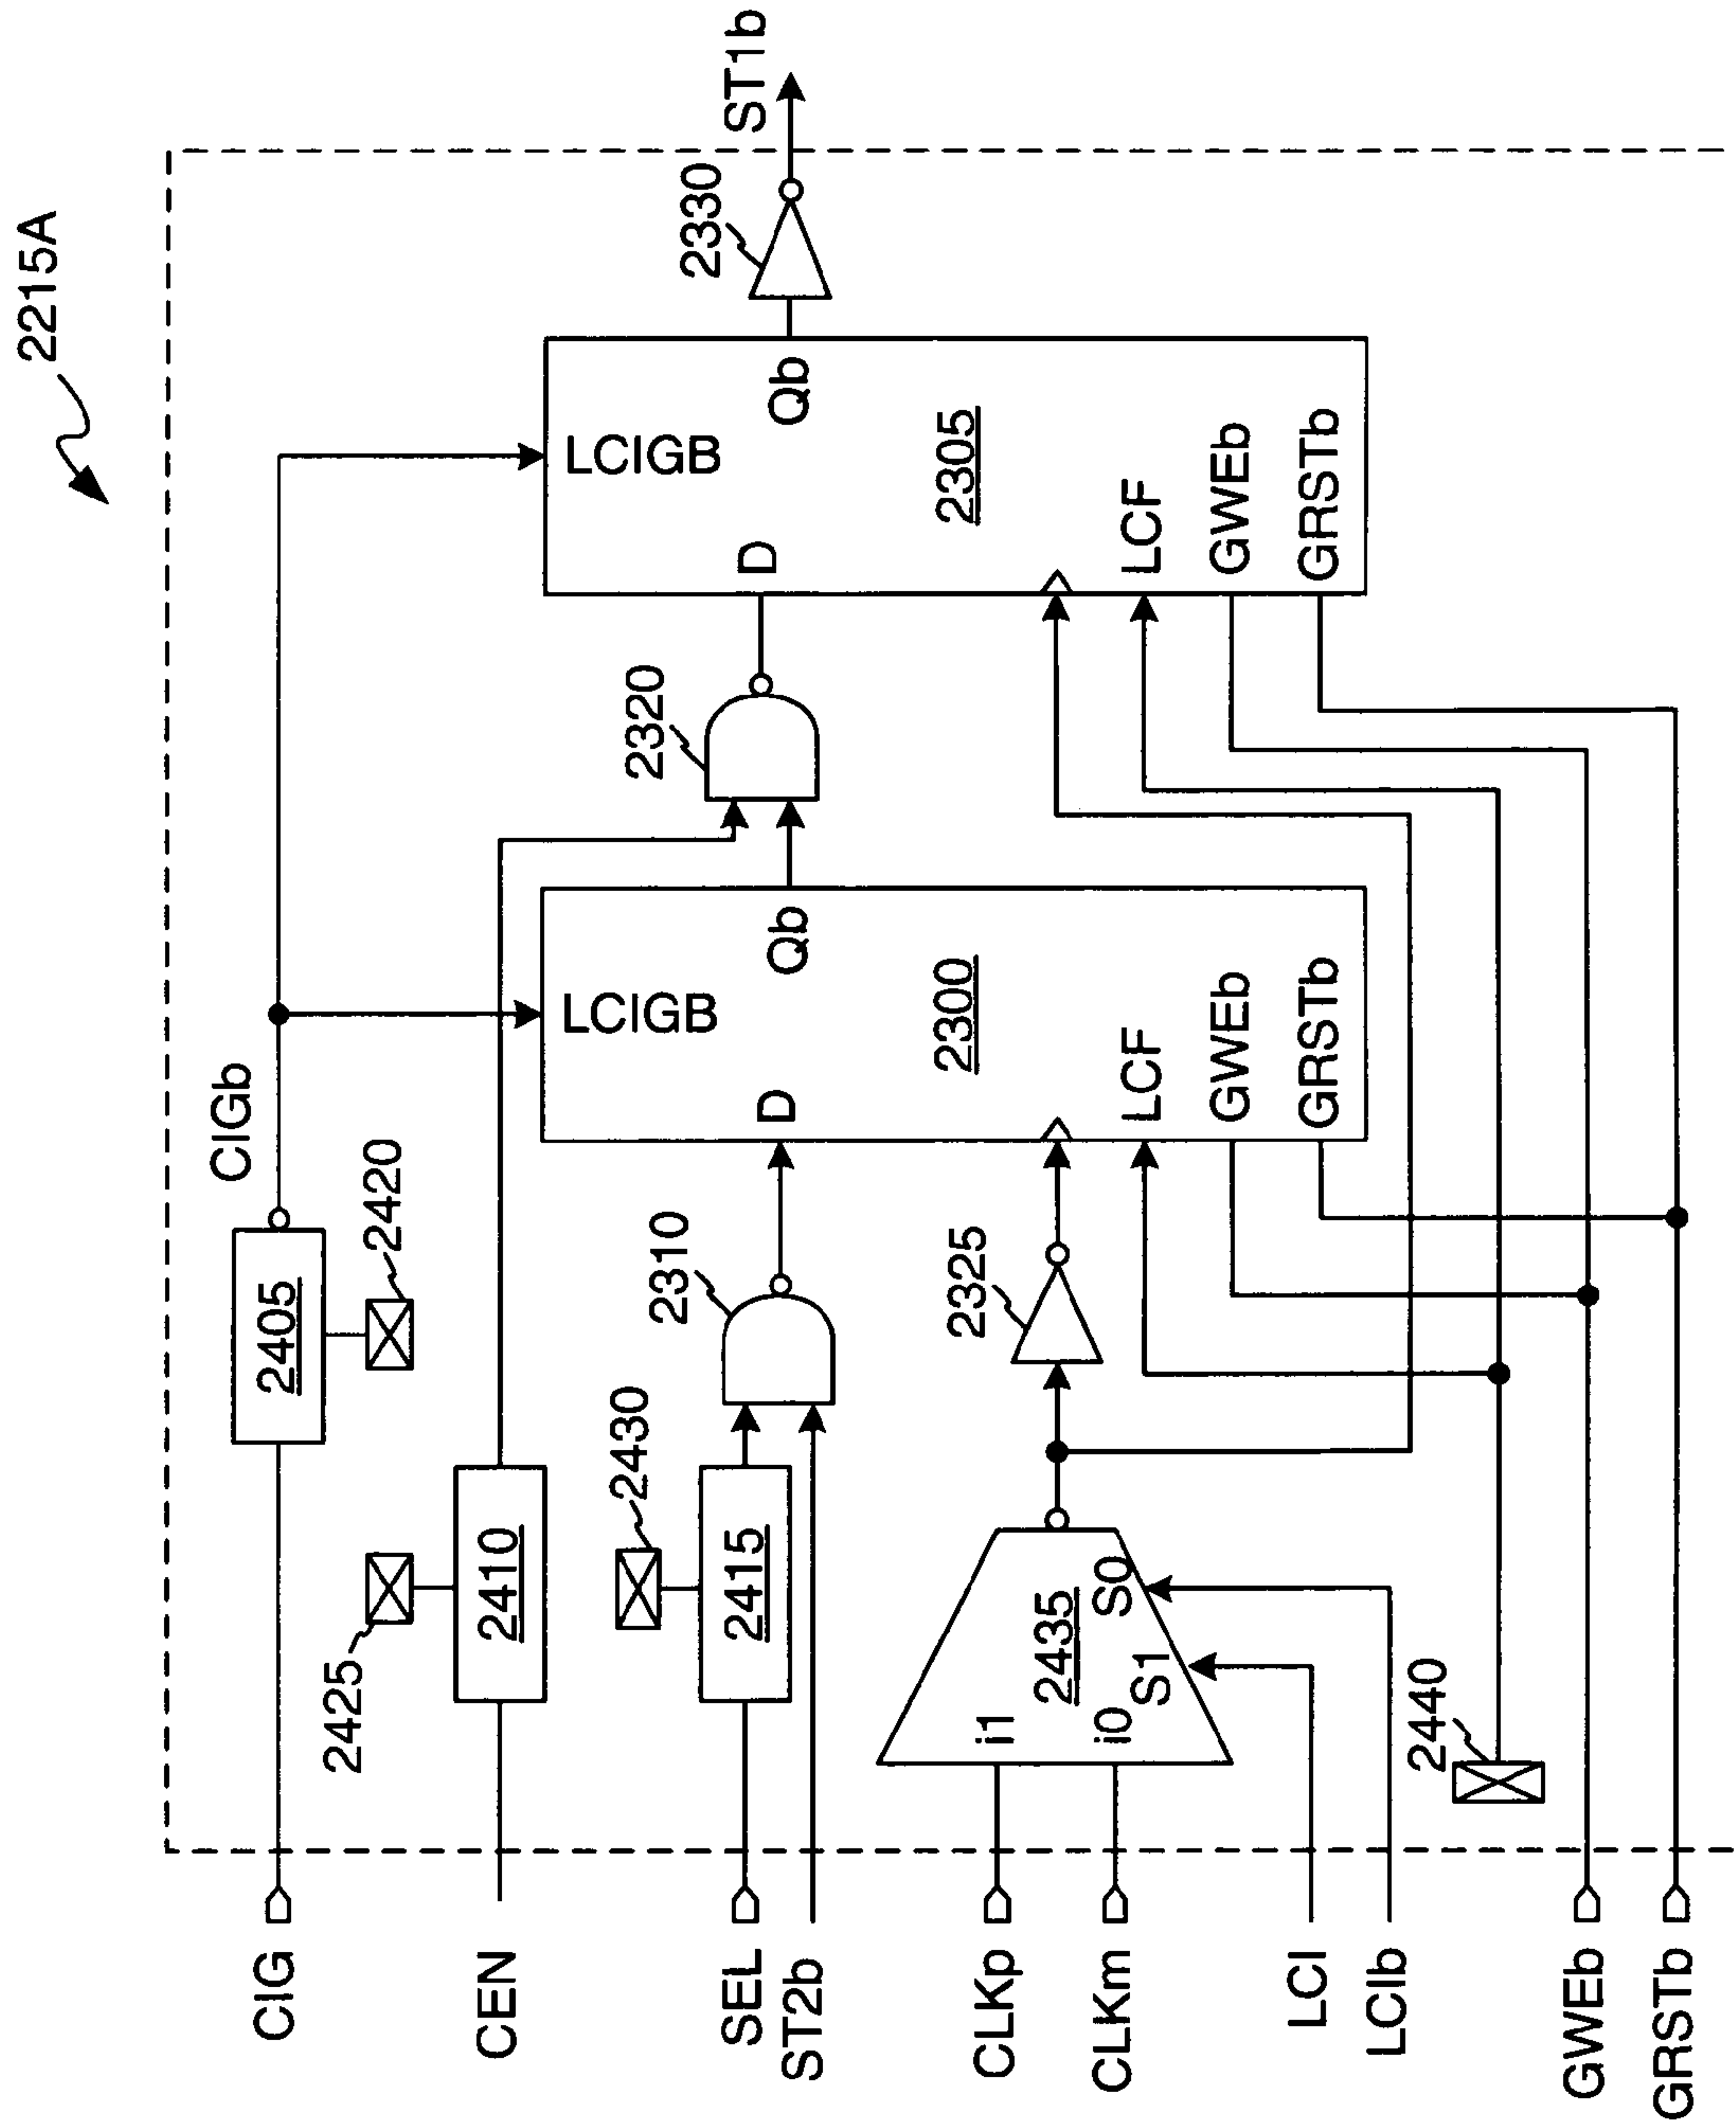 2215A
CIG
2405
CIGb
2420
CEN
2425
2410
SEL
2415
2430
ST2b
2310
D
LCIGB
Qb
2300
LCF
GWEb
GRSTb
2320
D
LCIGB
Qb
2305
LCF
GWEb
GRSTb
2330
ST1b
CLKp
CLKm
i1
i0
2435
S1
S0
2325
LCI
LCIb
2440
GWEb
GRSTb